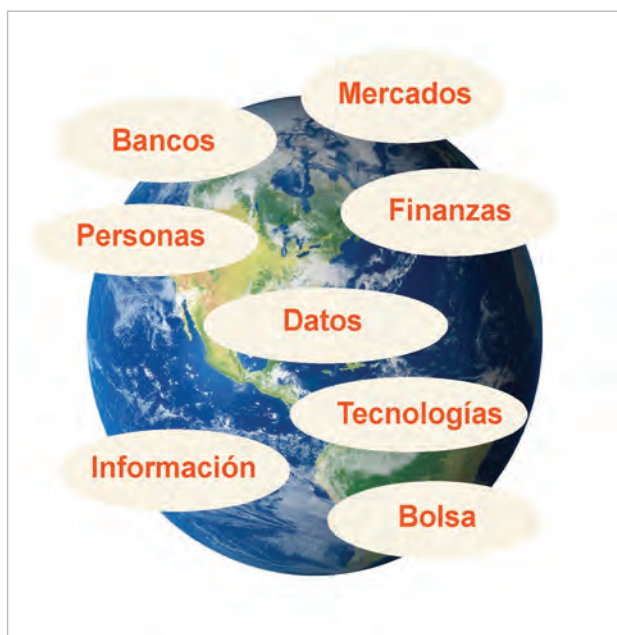 Mercados
Bancos
Finanzas
Personas
Datos
Tecnologías
Información
Bolsa